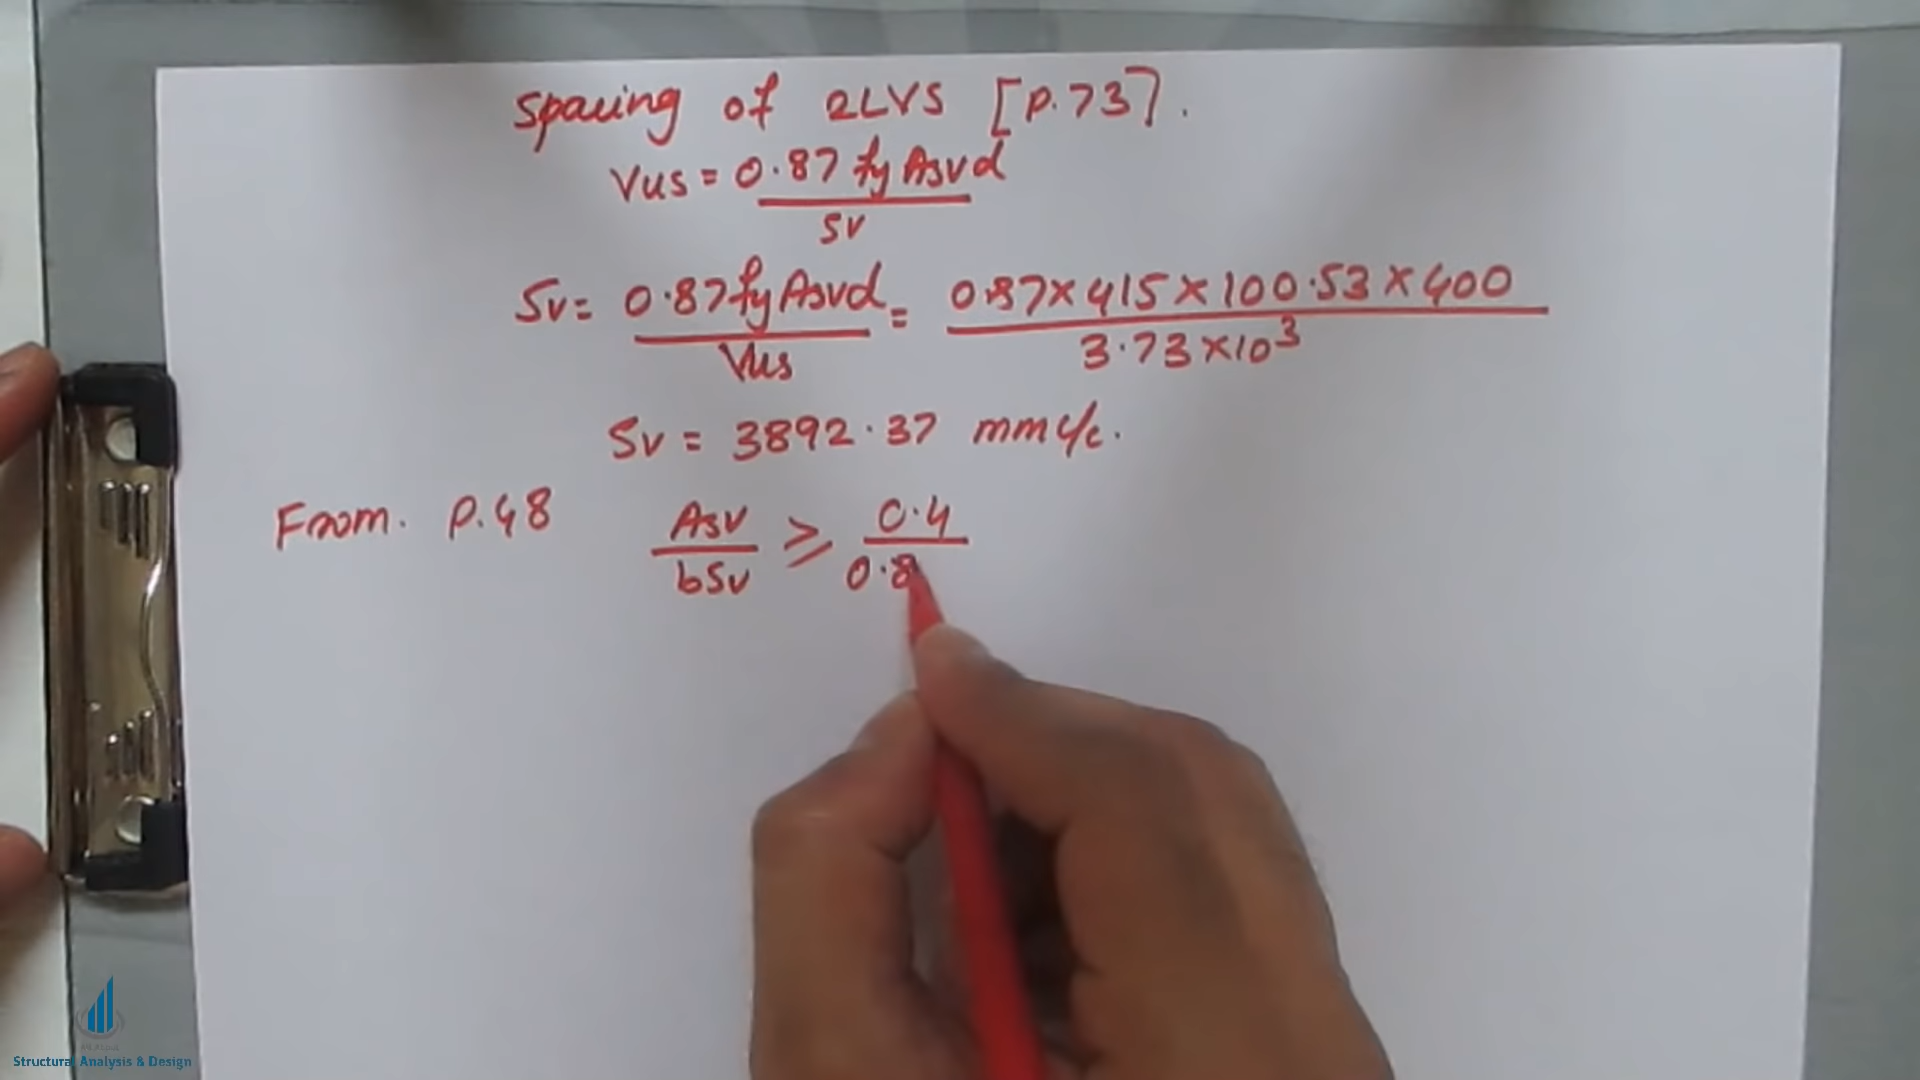 Spacing of 2LVS [P.73].
Vus = 0.87 fy Asv d
Sv
Sv = 0.87 fy Asv d = 0.87 x 415 x 100.53 x 400
Vus 3.73 x 10³
Sv = 3892.37 mm c/c.
From. P.48 Asv ≥ 0.4
bSv 0.8
Structural Analysis & Design